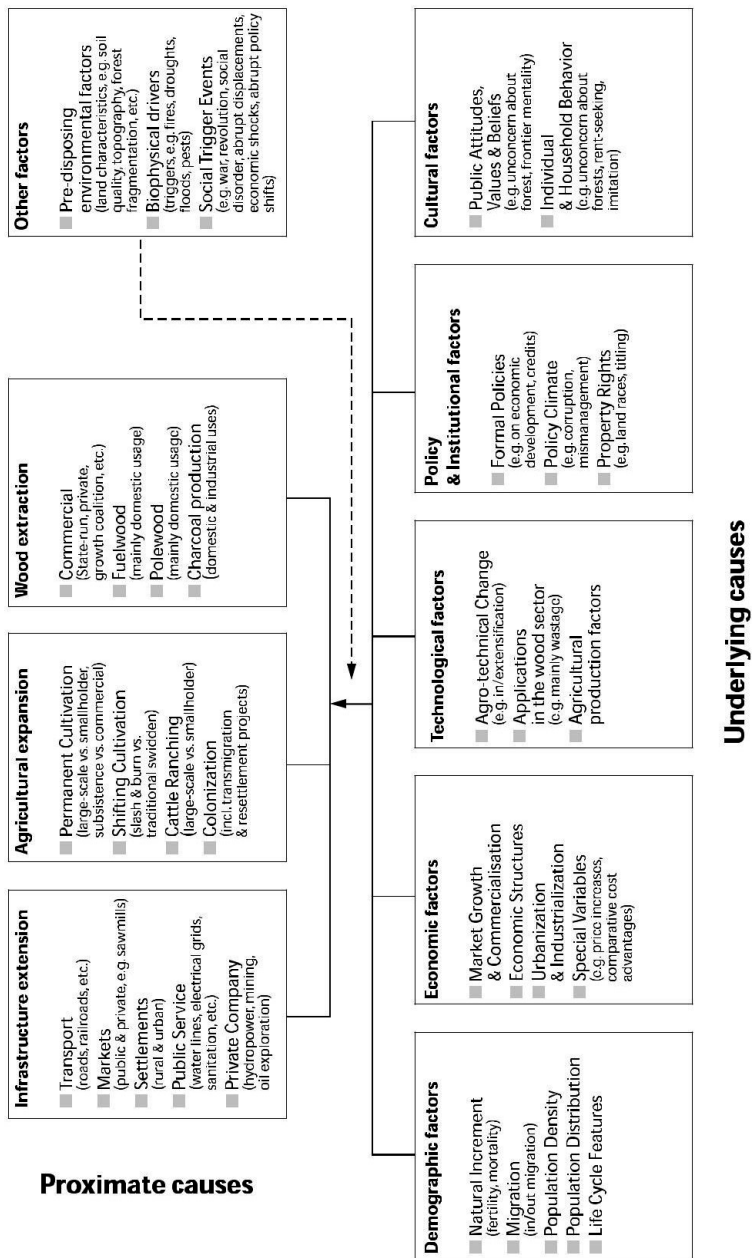 Proximate causes
Infrastructure extension
Transport
(roads, railroads, etc.)
Markets
(public & private, e.g. sawmills)
Settlements
(rural & urban)
Public Service
(water lines, electrical grids,
sanitation, etc.)
Private Company
(hydropower, mining,
oil exploration)
Agricultural expansion
Permanent Cultivation
(large-scale vs. smallholder,
subsistence vs. commercial)
Shifting Cultivation
(slash & burn vs.
traditional swidden)
Cattle Ranching
(large-scale vs. smallholder)
Colonization
(incl. transmigration
& resettlement projects)
Wood extraction
Commercial
(State-run, private,
growth coalition, etc.)
Fuelwood
(mainly domestic usage)
Polewood
(mainly domestic usage)
Charcoal production
(domestic & industrial uses)
Other factors
Pre-disposing
environmental factors
(land characteristics, e.g. soil
quality, topography, forest
fragmentation, etc.)
Biophysical drivers
(triggers, e.g. fires, droughts,
floods, pests)
Social Trigger Events
(e.g. war, revolution, social
disorder, abrupt displacements,
economic shocks, abrupt policy
shifts)
Demographic factors
Natural Increment
(fertility, mortality)
Migration
(in/out migration)
Population Density
Population Distribution
Life Cycle Features
Economic factors
Market Growth
& Commercialisation
Economic Structures
Urbanization
& Industrialization
Special Variables
(e.g. price increases,
comparative cost
advantages)
Technological factors
Agro-technical Change
(e.g. in/extensification)
Applications
in the wood sector
(e.g. mainly wastage)
Agricultural
production factors
Policy
& Institutional factors
Formal Policies
(e.g. on economic
development, credits)
Policy Climate
(e.g. corruption,
mismanagement)
Property Rights
(e.g. land races, titling)
Cultural factors
Public Attitudes,
Values & Beliefs
(e.g. unconcern about
forest, frontier mentality)
Individual
& Household Behavior
(e.g. unconcern about
forests, rent-seeking,
imitation)
Underlying causes